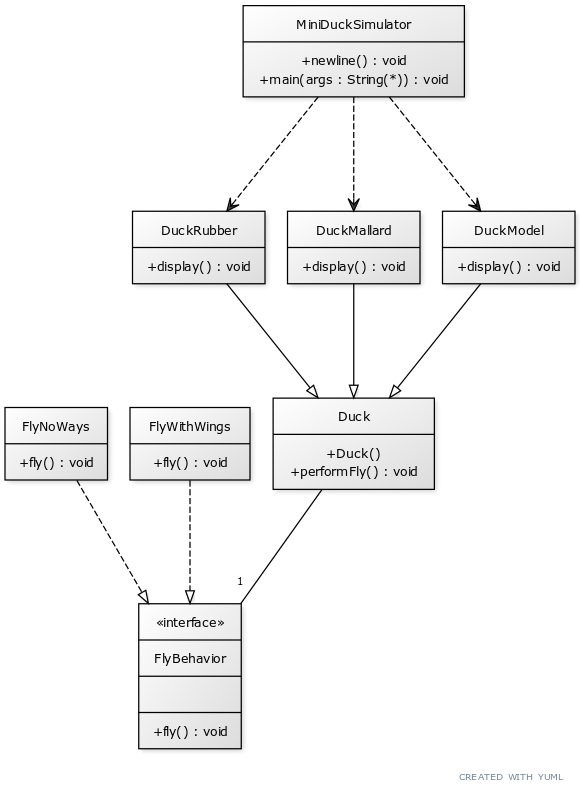 MiniDuckSimulator
+newline() : void
+main(args : String(*)) : void
DuckRubber
+display() : void
DuckMallard
+display() : void
DuckModel
+display() : void
Duck
+Duck()
+performFly() : void
FlyNoWays
+fly() : void
FlyWithWings
+fly() : void
1
«interface»
FlyBehavior
+fly() : void
CREATED WITH YUML